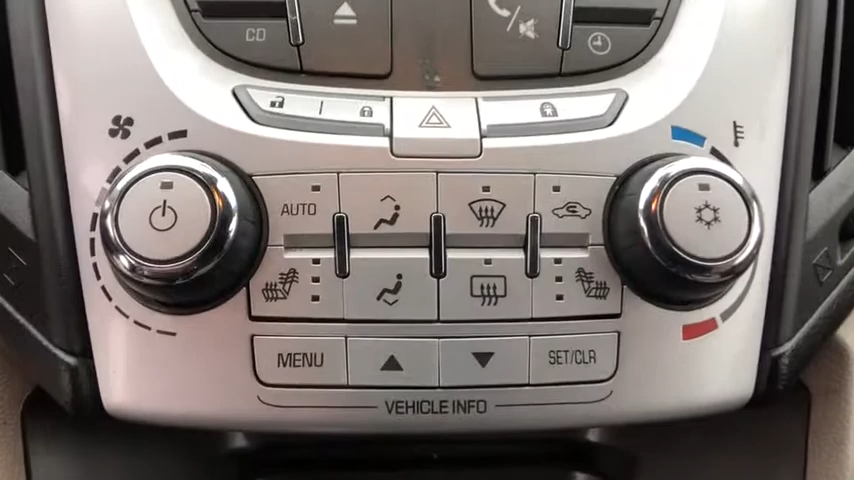 CD
AUTO
MENU
SET/CLR
VEHICLE INFO